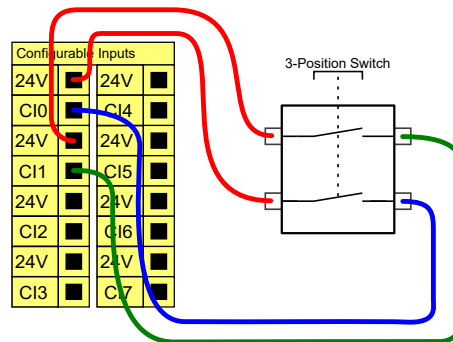 Configurable Inputs
3-Position Switch
24V 24V
CI0 CI4
24V 24V
CI1 CI5
24V 24V
CI2 CI6
24V 24V
CI3 CI7